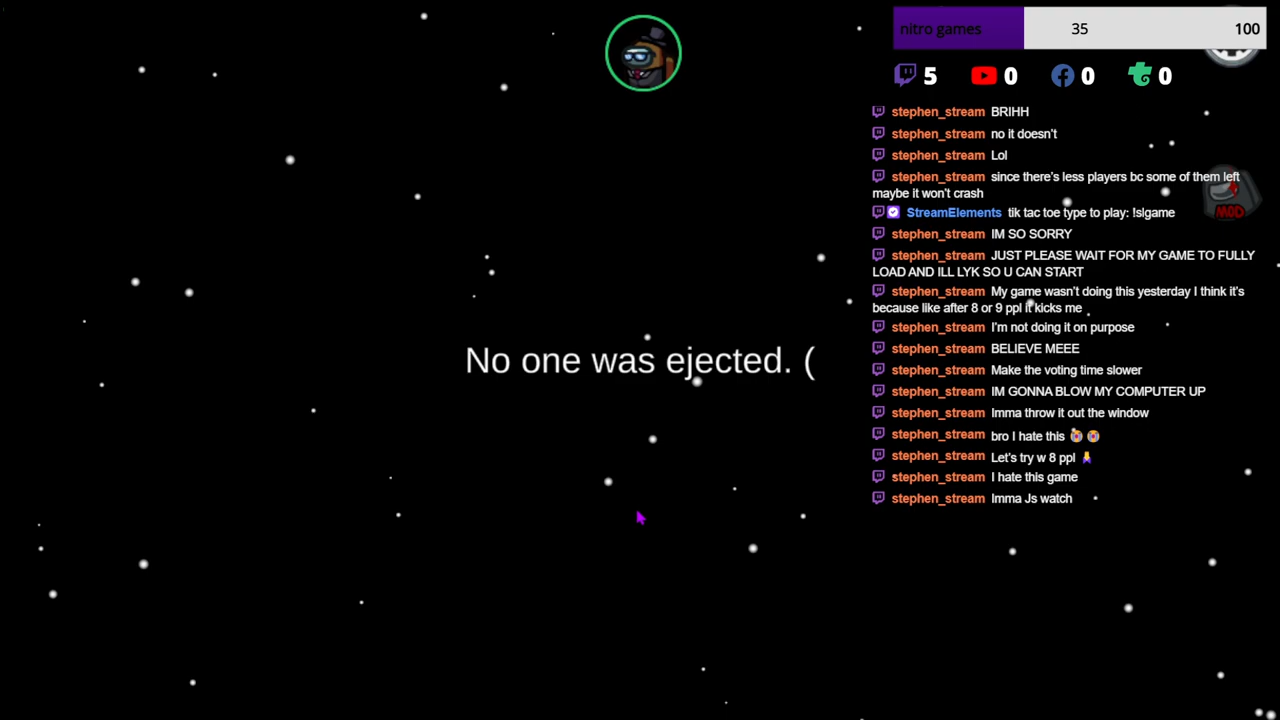 nitro games 35 100
5 0 0 0
stephen_stream BRIHH
stephen_stream no it doesn't
stephen_stream Lol
stephen_stream since there's less players bc some of them left
maybe it won't crash
MOD
StreamElements tik tac toe type to play: !slgame
stephen_stream IM SO SORRY
stephen_stream JUST PLEASE WAIT FOR MY GAME TO FULLY
LOAD AND ILL LYK SO U CAN START
stephen_stream My game wasn't doing this yesterday I think it's
because like after 8 or 9 ppl it kicks me
stephen_stream I'm not doing it on purpose
stephen_stream BELIEVE MEEE
No one was ejected. (
stephen_stream Make the voting time slower
stephen_stream IM GONNA BLOW MY COMPUTER UP
stephen_stream Imma throw it out the window
stephen_stream bro I hate this
stephen_stream Let's try w 8 ppl
stephen_stream I hate this game
stephen_stream Imma Js watch